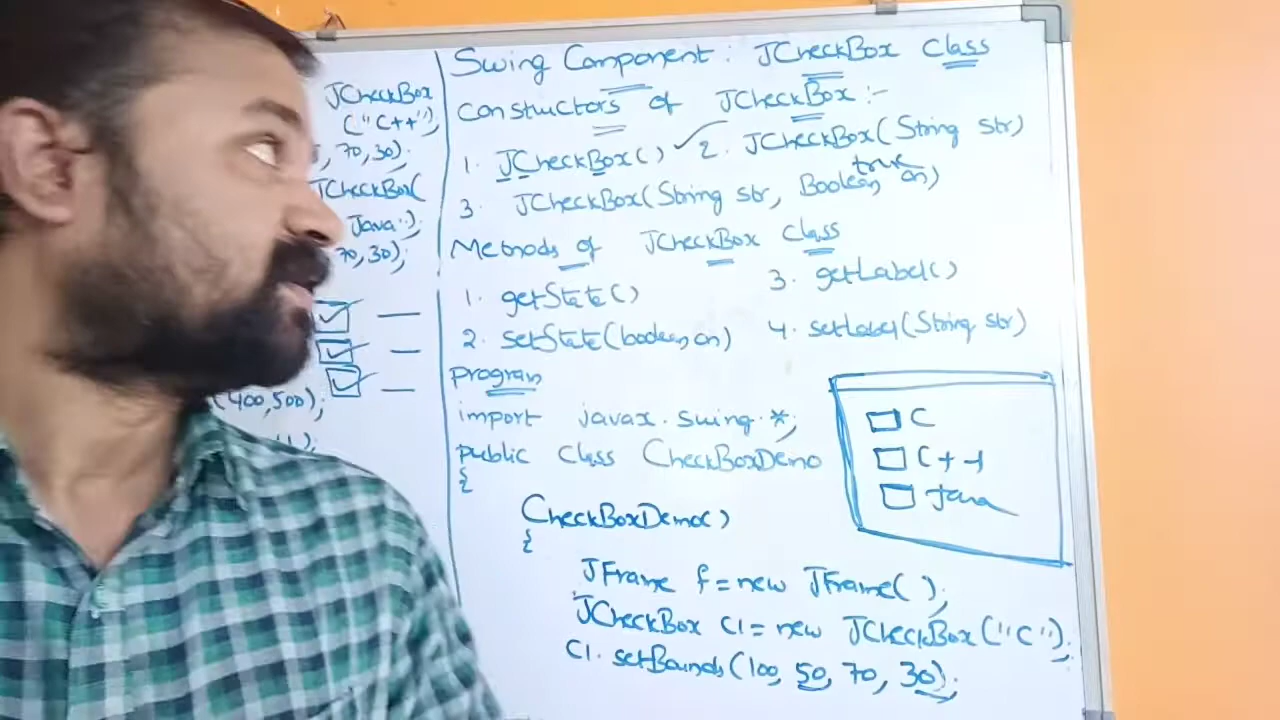 JCheckBox
("C++");
, 70, 30);
JCheckBox(
Java");
70, 30);
(400,500);
);
Swing Component : JCheckBox class
constructors of JCheckBox :-
1. JCheckBox() 2. JCheckBox(String str)
true
3. JCheckBox(String str, Boolean on)
Methods of JCheckBox class
1. getState() 3. getLabel()
2. setState(boolean on) 4. setLabel(String str)
program
import javax.swing.*;
public class CheckBoxDemo
{
CheckBoxDemo()
{
JFrame f = new JFrame();
JCheckBox C1 = new JCheckBox("C");
C1.setBounds(100, 50, 70, 30);
C
C++
Java